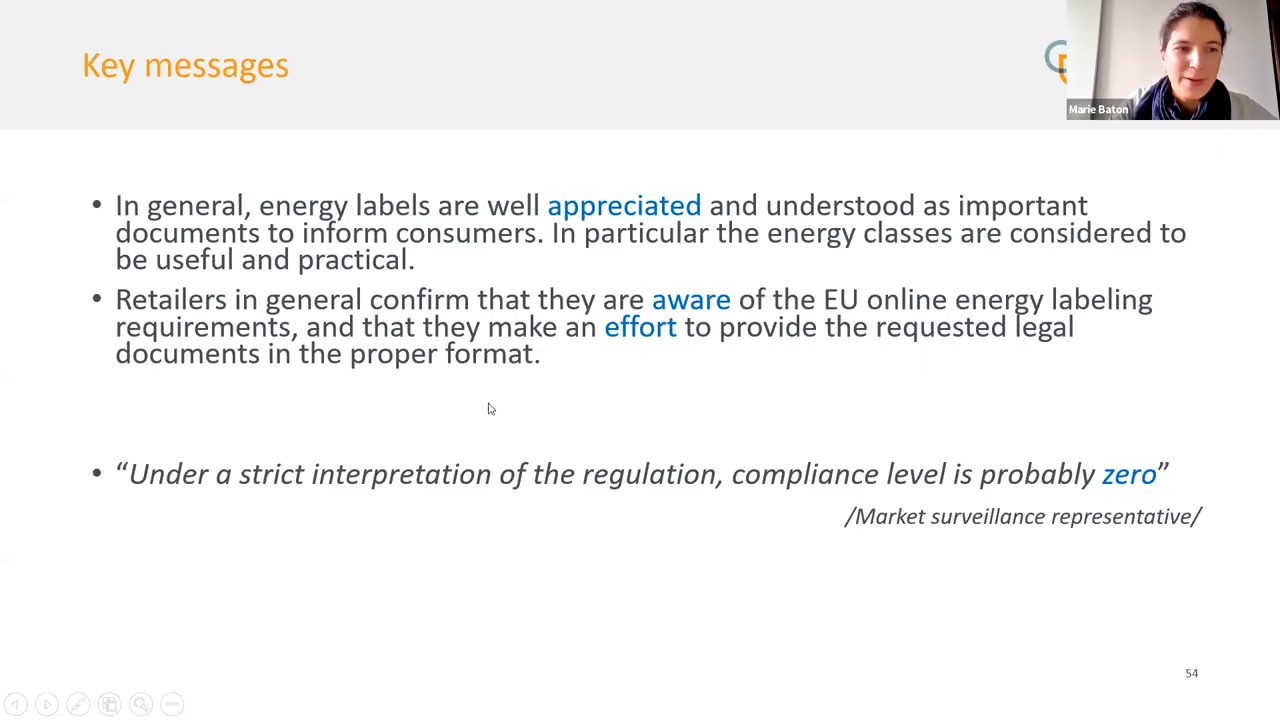 Key messages
Marie Baton
• In general, energy labels are well appreciated and understood as important
documents to inform consumers. In particular the energy classes are considered to
be useful and practical.
• Retailers in general confirm that they are aware of the EU online energy labeling
requirements, and that they make an effort to provide the requested legal
documents in the proper format.
• “Under a strict interpretation of the regulation, compliance level is probably zero”
/Market surveillance representative/
54